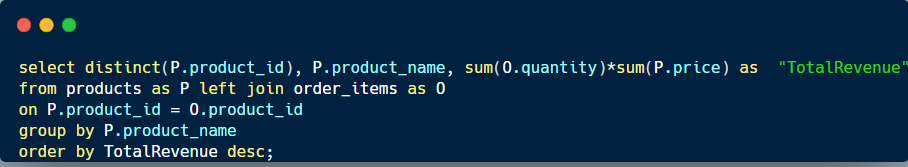 select distinct(P.product_id), P.product_name, sum(O.quantity)*sum(P.price) as  "TotalRevenue"
from products as P left join order_items as O
on P.product_id = O.product_id
group by P.product_name
order by TotalRevenue desc;